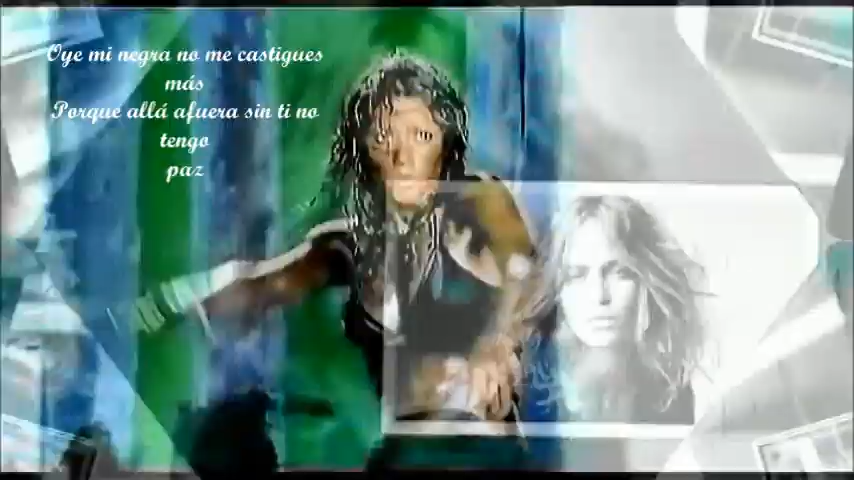 Oye mi negra no me castigues
más
Porque allá afuera sin ti no
tengo
paz